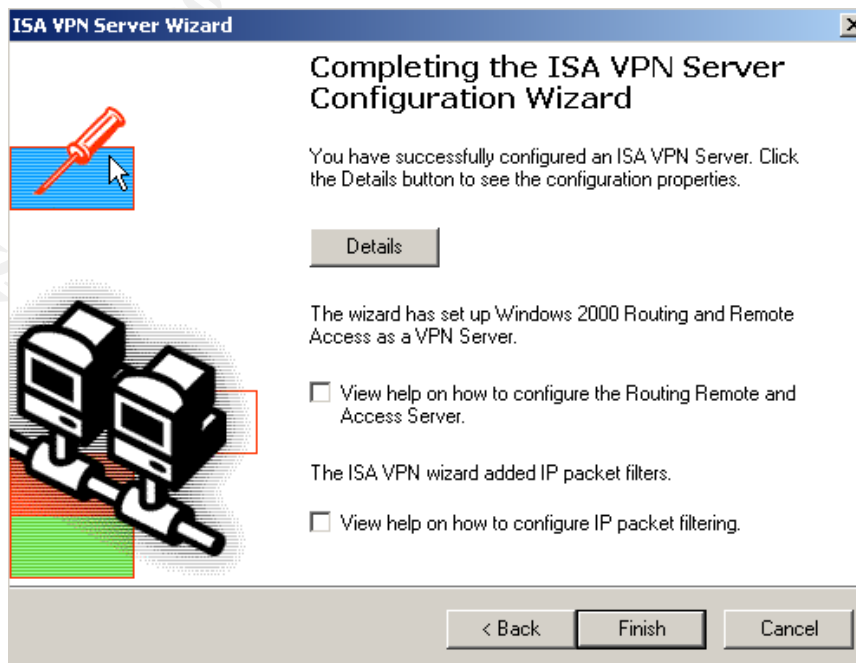 ISA VPN Server Wizard
Completing the ISA VPN Server
Configuration Wizard
You have successfully configured an ISA VPN Server. Click
the Details button to see the configuration properties.
Details
The wizard has set up Windows 2000 Routing and Remote
Access as a VPN Server.
View help on how to configure the Routing Remote and
Access Server.
The ISA VPN wizard added IP packet filters.
View help on how to configure IP packet filtering.
< Back
Finish
Cancel